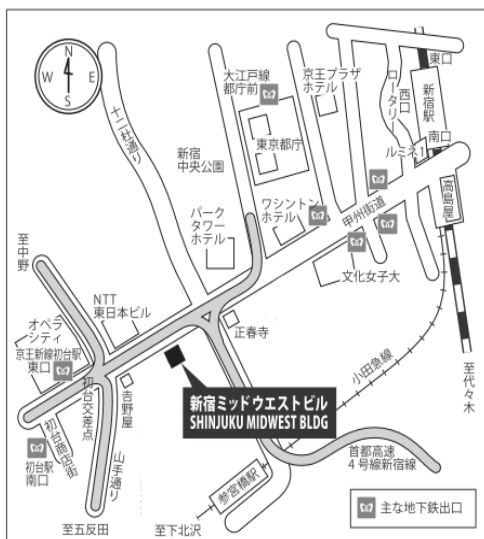 N
W E
S
十二社通り
大江戸線
都庁前
京王プラザ
ホテル
ロータリー
西口
東口
新宿駅
南口
ルミネ1
高島屋
東京都庁
新宿
中央公園
ワシントン
ホテル
甲州街道
パーク
タワー
ホテル
文化女子大
至中野
NTT
東日本ビル
オペラ
シティ
京王新線初台駅
東口
正春寺
小田急線
至代々木
初台交差点
吉野屋
新宿ミッドウエストビル
SHINJUKU MIDWEST BLDG
初台商店街
初台駅
南口
山手通り
首都高速
4号線新宿線
参宮橋駅
主な地下鉄出口
至五反田
至下北沢